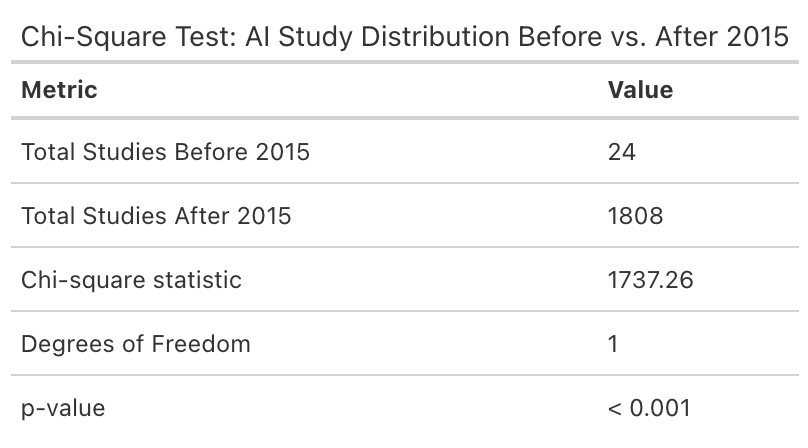 Chi-Square Test: AI Study Distribution Before vs. After 2015
Metric Value
Total Studies Before 2015 24
Total Studies After 2015 1808
Chi-square statistic 1737.26
Degrees of Freedom 1
p-value < 0.001